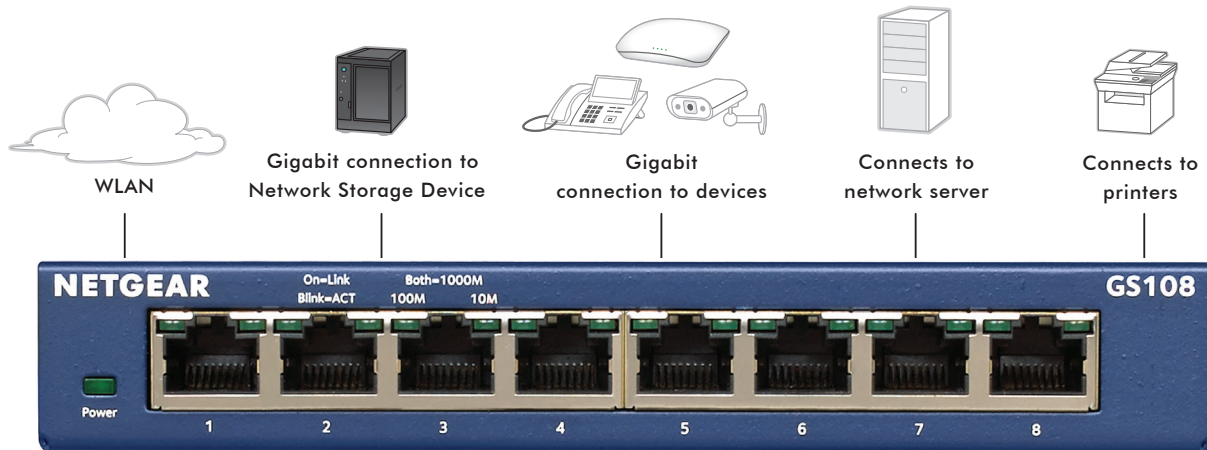 WLAN
Gigabit connection to
Network Storage Device
Gigabit
connection to devices
Connects to
network server
Connects to
printers
NETGEAR
On=Link
Blink=ACT
Both=1000M
100M 10M
GS108
Power
1 2 3 4 5 6 7 8